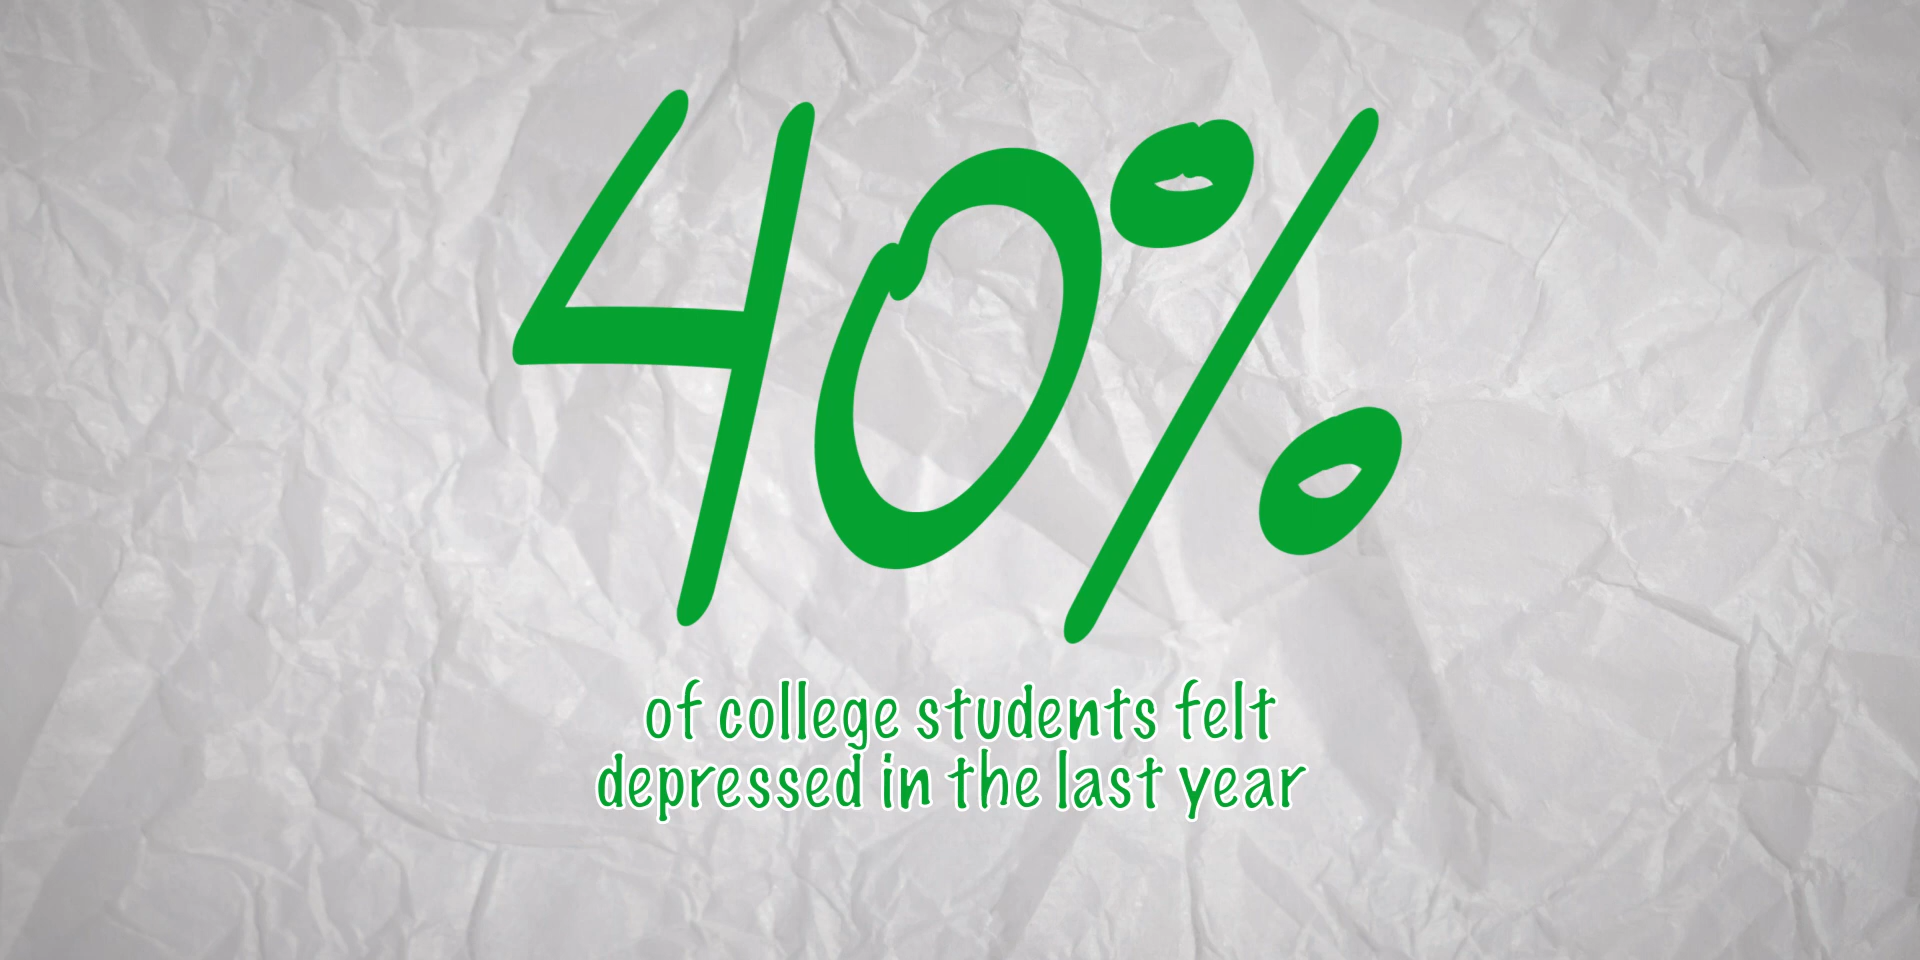 40%
of college students felt
depressed in the last year